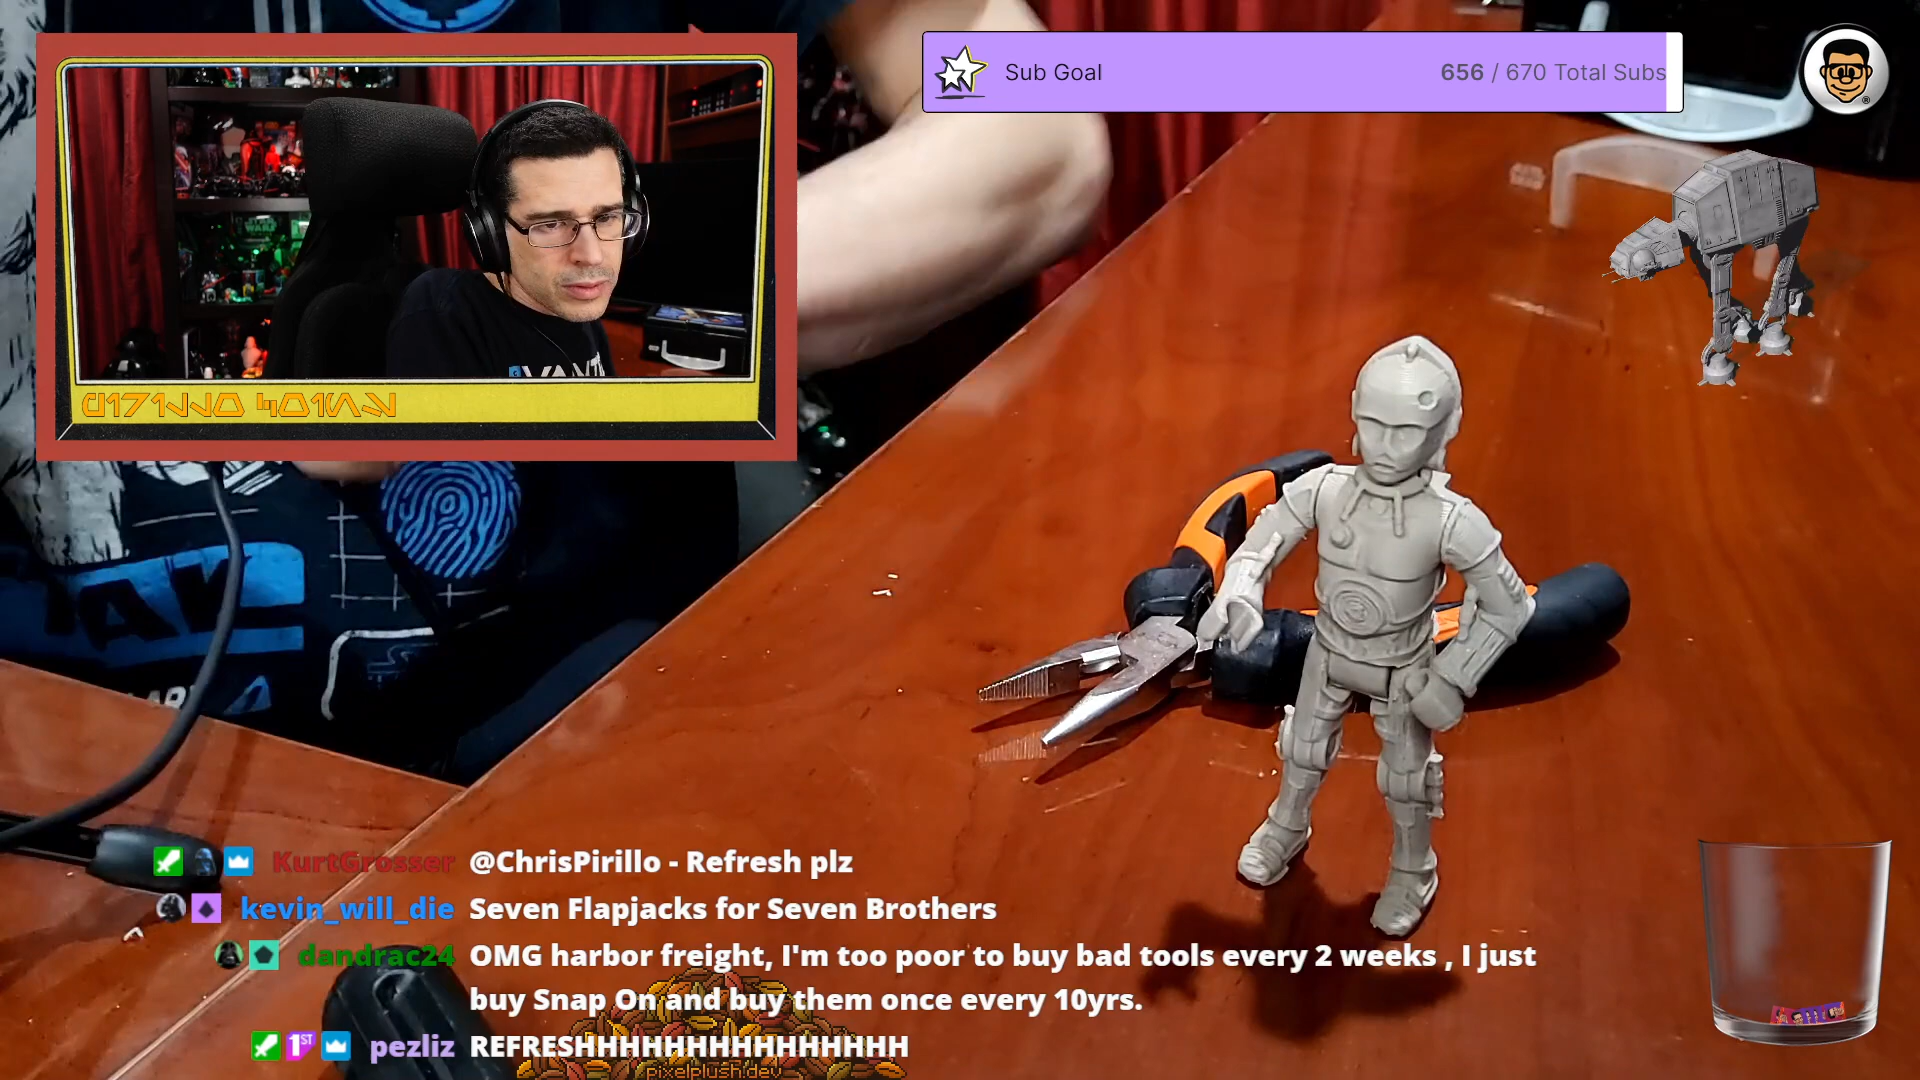 Sub Goal
656 / 670 Total Subs
KurtGrosser @ChrisPirillo - Refresh plz
kevin_will_die Seven Flapjacks for Seven Brothers
dandrac24 OMG harbor freight, I'm too poor to buy bad tools every 2 weeks , I just
buy Snap On and buy them once every 10yrs.
1ST pezliz REFRESHHHHHHHHHHHHHHHH
pixelplush.dev